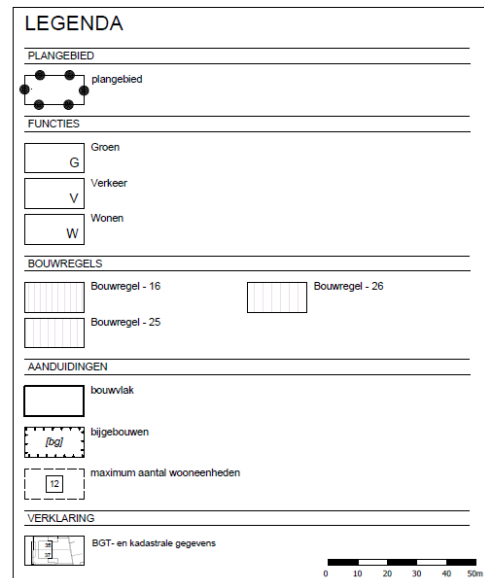 LEGENDA
PLANGEBIED
plangebied
FUNCTIES
G Groen
V Verkeer
W Wonen
BOUWREGELS
Bouwregel - 16 Bouwregel - 26
Bouwregel - 25
AANDUIDINGEN
bouwvlak
[bg] bijgebouwen
12 maximum aantal wooneenheden
VERKLARING
BGT- en kadastrale gegevens
0 10 20 30 40 50m